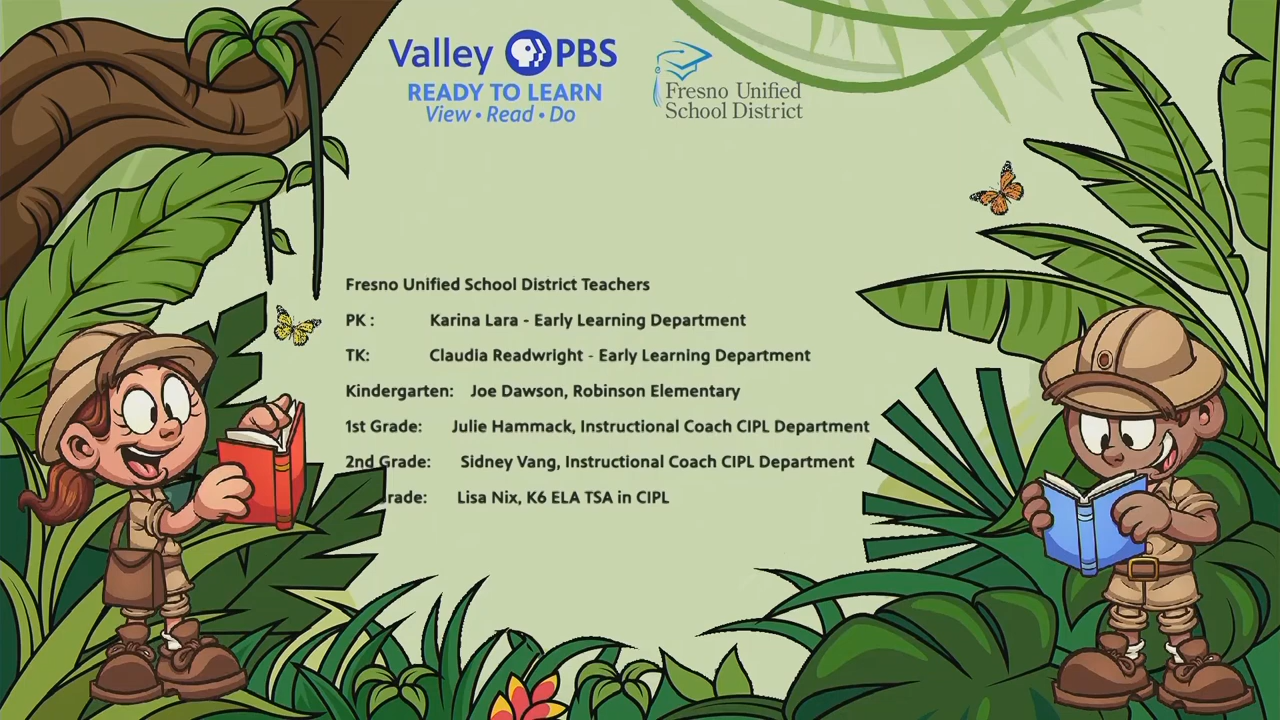 Valley PBS
READY TO LEARN
View • Read • Do
Fresno Unified
School District
Fresno Unified School District Teachers
PK : Karina Lara - Early Learning Department
TK: Claudia Readwright - Early Learning Department
Kindergarten: Joe Dawson, Robinson Elementary
1st Grade: Julie Hammack, Instructional Coach CIPL Department
2nd Grade: Sidney Vang, Instructional Coach CIPL Department
Lisa Nix, K6 ELA TSA in CIPL